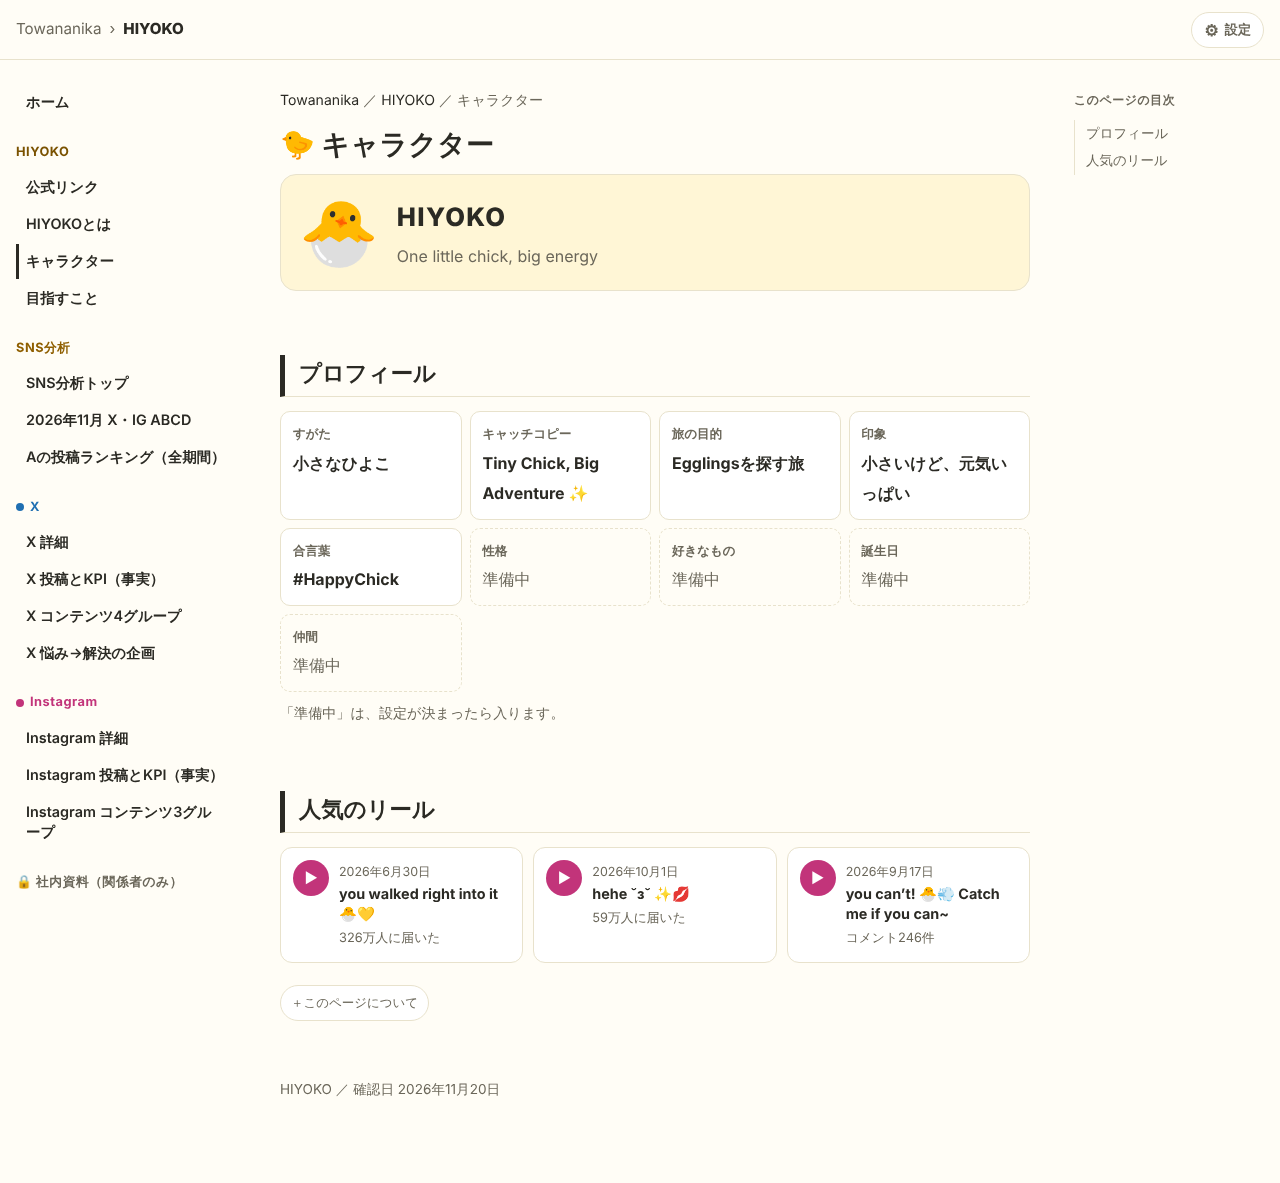 Towananika › HIYOKO
⚙ 設定
ホーム
HIYOKO
公式リンク
HIYOKOとは
キャラクター
目指すこと
SNS分析
SNS分析トップ
2026年11月 X・IG ABCD
Aの投稿ランキング（全期間）
X
X 詳細
X 投稿とKPI（事実）
X コンテンツ4グループ
X 悩み→解決の企画
Instagram
Instagram 詳細
Instagram 投稿とKPI（事実）
Instagram コンテンツ3グル
ープ
🔒 社内資料（関係者のみ）
Towananika ／ HIYOKO ／ キャラクター
🐤 キャラクター
HIYOKO
One little chick, big energy
プロフィール
すがた
小さなひよこ
キャッチコピー
Tiny Chick, Big
Adventure ✨
旅の目的
Egglingsを探す旅
印象
小さいけど、元気い
っぱい
合言葉
#HappyChick
性格
準備中
好きなもの
準備中
誕生日
準備中
仲間
準備中
「準備中」は、設定が決まったら入ります。
人気のリール
2026年6月30日
you walked right into it
🐣💛
326万人に届いた
2026年10月1日
hehe ˘з˘ ✨💋
59万人に届いた
2026年9月17日
you can't! 🐣💨 Catch
me if you can~
コメント246件
＋このページについて
HIYOKO ／ 確認日 2026年11月20日
このページの目次
プロフィール
人気のリール